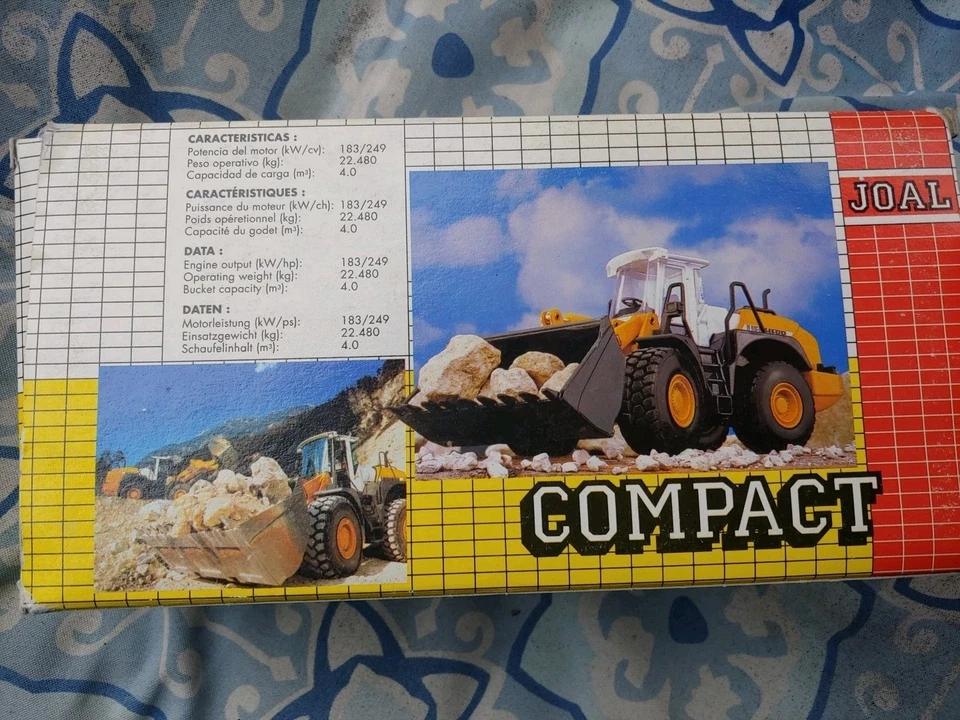 CARACTERISTICAS :
Potencia del motor (kW/cv): 183/249
Peso operativo (kg): 22.480
Capacidad de carga (m³): 4.0
CARACTÉRISTIQUES :
Puissance du moteur (kW/ch): 183/249
Poids opéretionnel (kg): 22.480
Capacité du godet (m³): 4.0
DATA :
Engine output (kW/hp): 183/249
Operating weight (kg): 22.480
Bucket capacity (m³): 4.0
DATEN :
Motorleistung (kW/ps): 183/249
Einsatzgewicht (kg): 22.480
Schaufelinhalt (m³): 4.0
JOAL
COMPACT